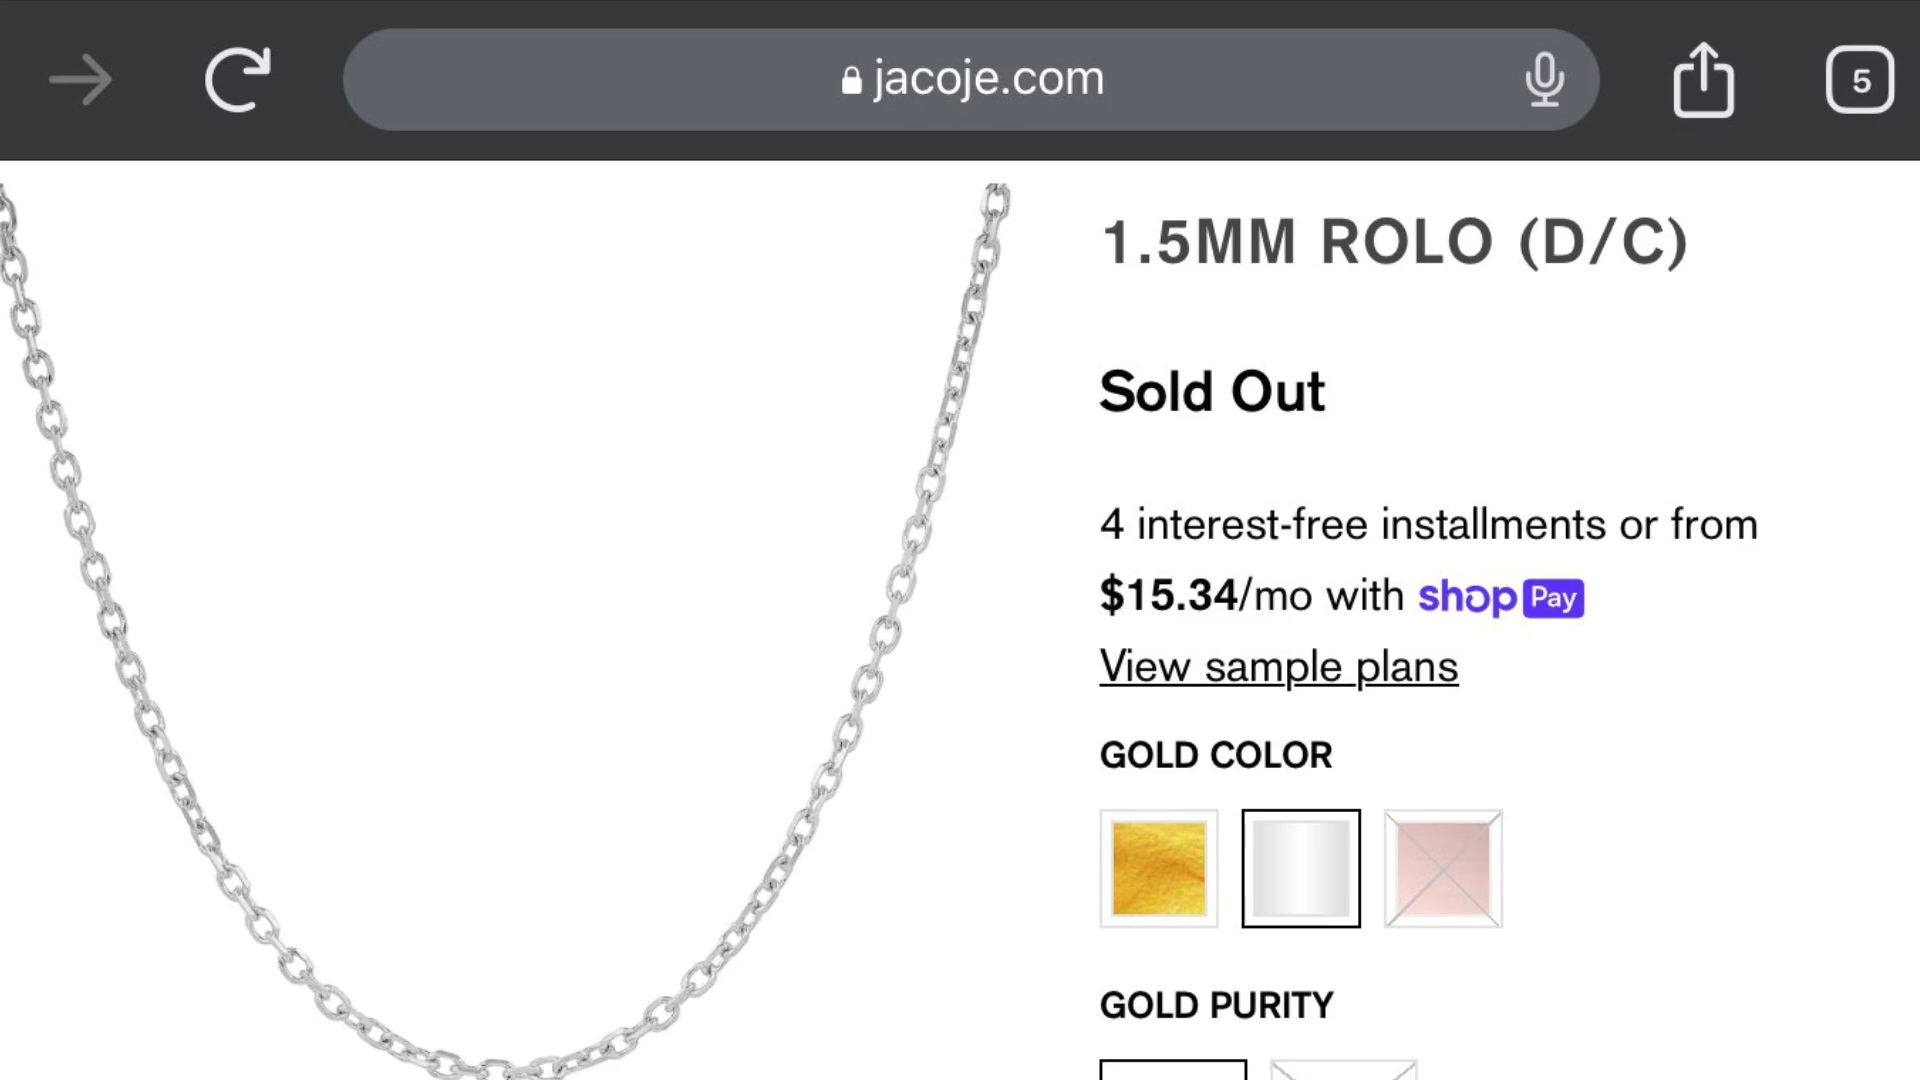 jacoje.com
5
1.5MM ROLO (D/C)
Sold Out
4 interest-free installments or from
$15.34/mo with shop Pay
View sample plans
GOLD COLOR
GOLD PURITY